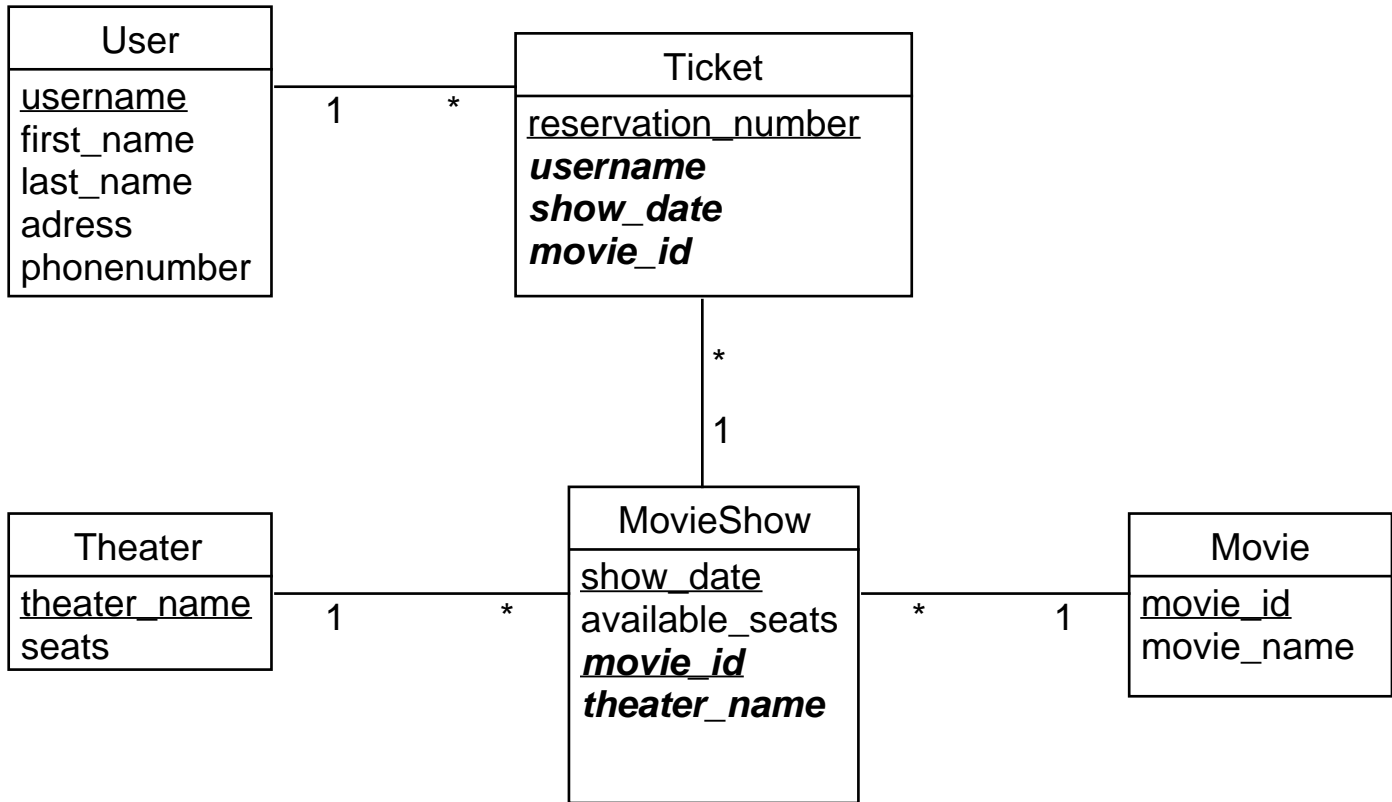 User
username
first_name
last_name
adress
phonenumber
1
*
Ticket
reservation_number
username
show_date
movie_id
*
1
Theater
theater_name
seats
1
*
MovieShow
show_date
available_seats
movie_id
theater_name
*
1
Movie
movie_id
movie_name